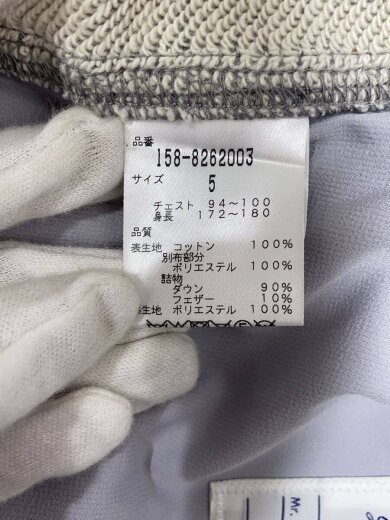 品番
158-8262003
サイズ 5
チェスト 94~100
身長 172~180
品質
表生地 コットン 100%
別布部分
ポリエステル 100%
詰物
ダウン 90%
フェザー 10%
表生地 ポリエステル 100%
Mr.